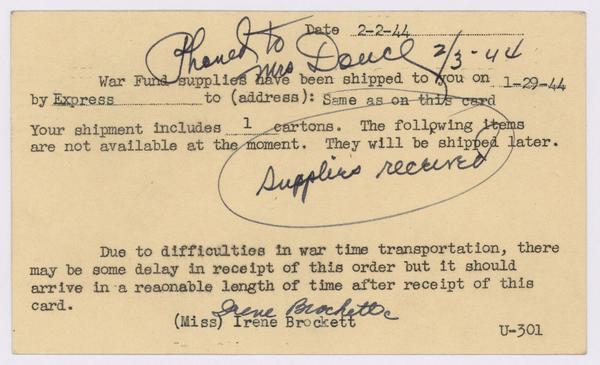 Date 2-2-44
Phoned to
Mrs Douce 2/3-44
War Fund supplies have been shipped to you on 1-29-44
by Express to (address): Same as on this card
Your shipment includes 1 cartons. The following items
are not available at the moment. They will be shipped later.
Supplies received
Due to difficulties in war time transportation, there
may be some delay in receipt of this order but it should
arrive in a reaonable length of time after receipt of this
card.
Irene Brockett
(Miss) Irene Brockett
U-301